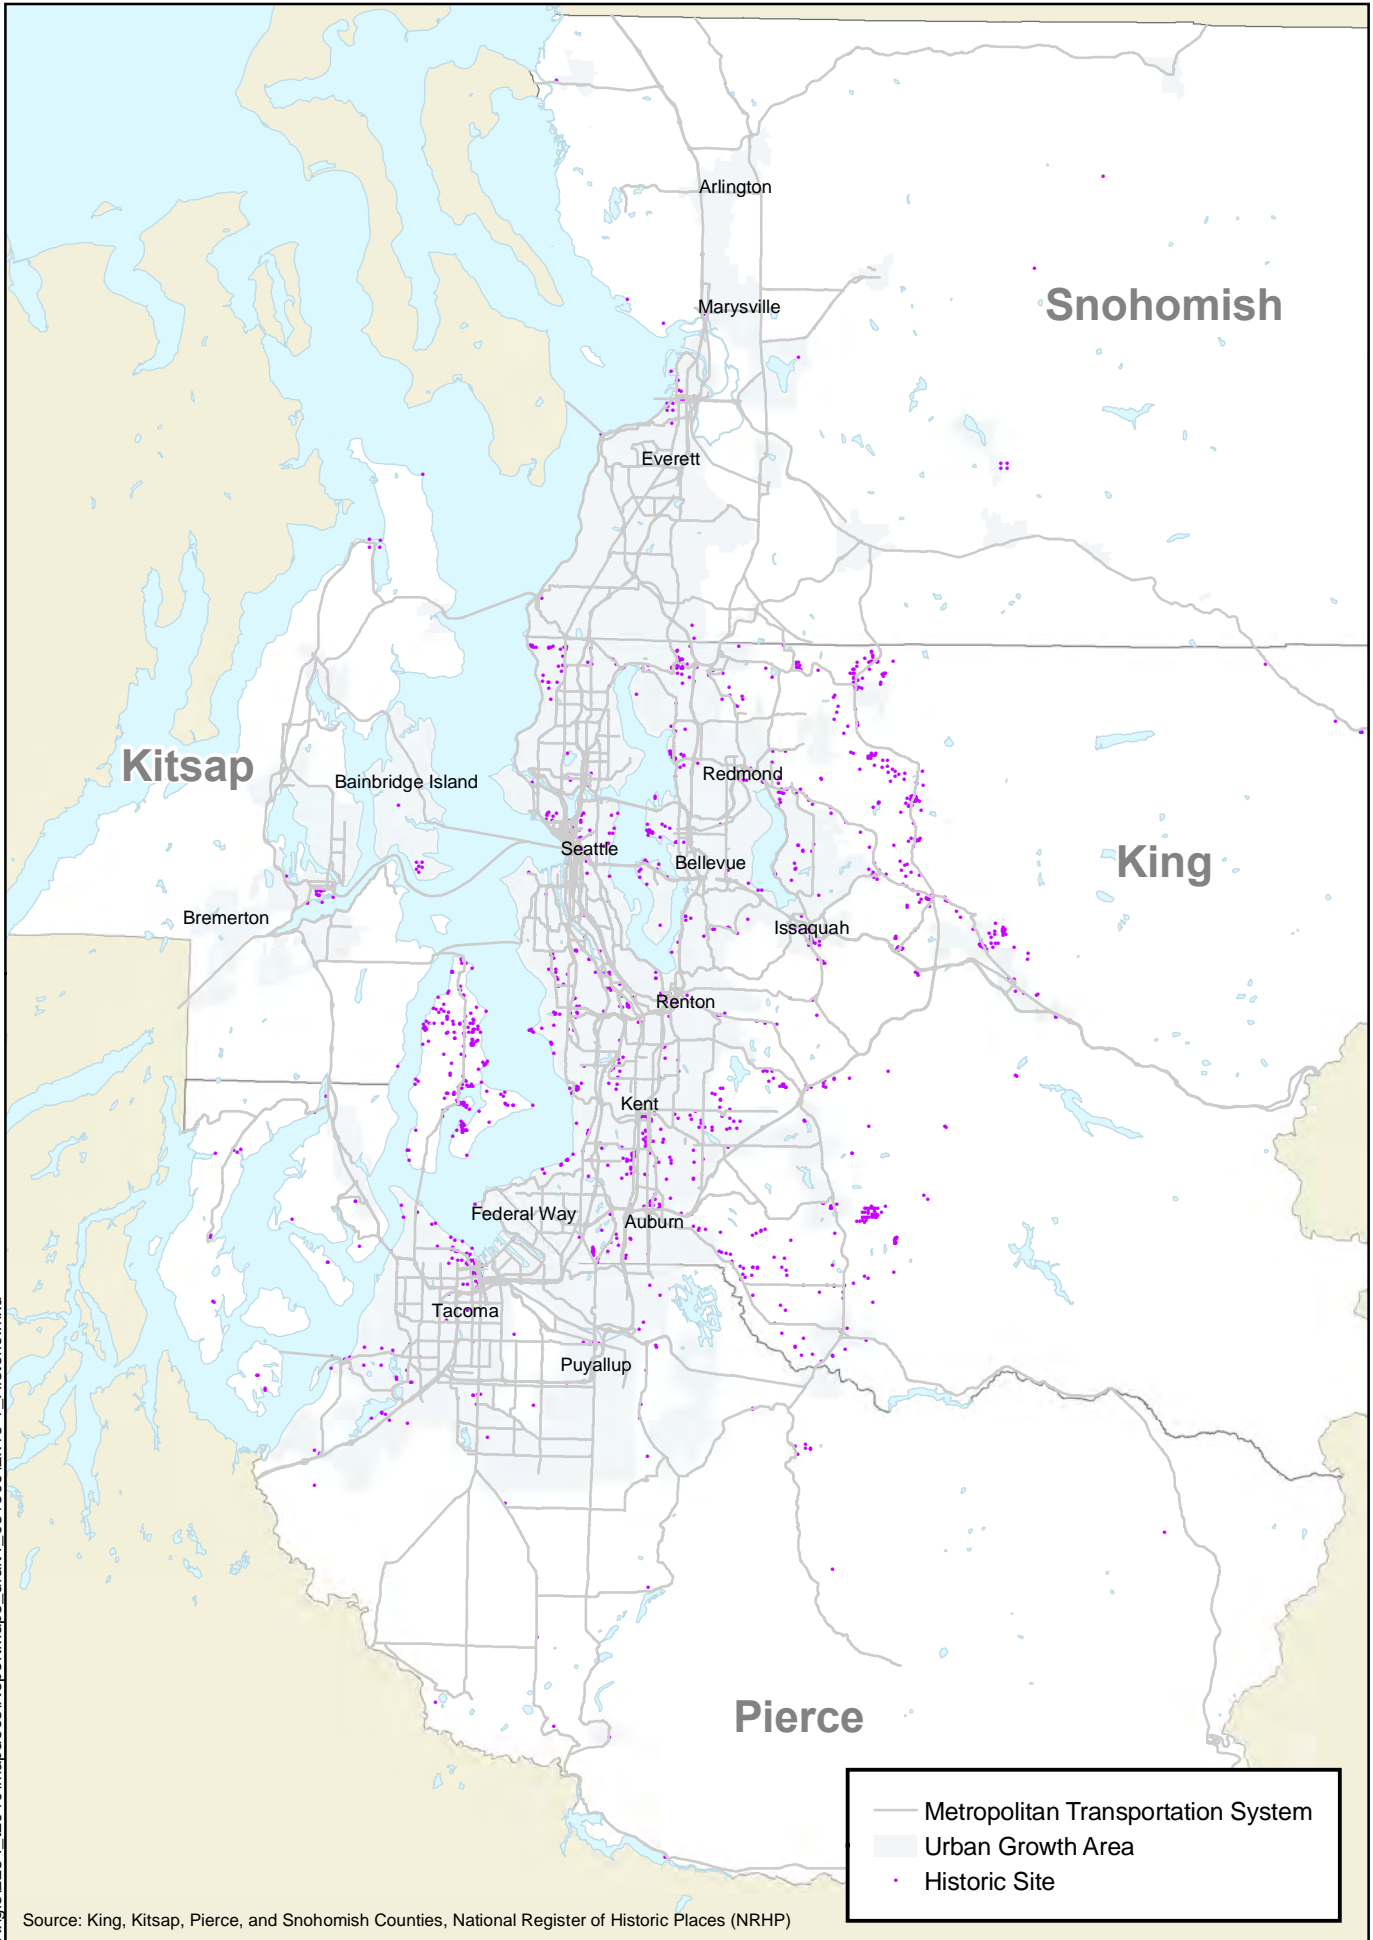 Arlington
Snohomish
Marysville
Everett
Kitsap
Bainbridge Island
Redmond
Seattle
Bellevue
King
Bremerton
Issaquah
Renton
Kent
Federal Way
Auburn
Tacoma
Puyallup
Pierce
Metropolitan Transportation System
Urban Growth Area
Historic Site
Source: King, Kitsap, Pierce, and Snohomish Counties, National Register of Historic Places (NRHP)